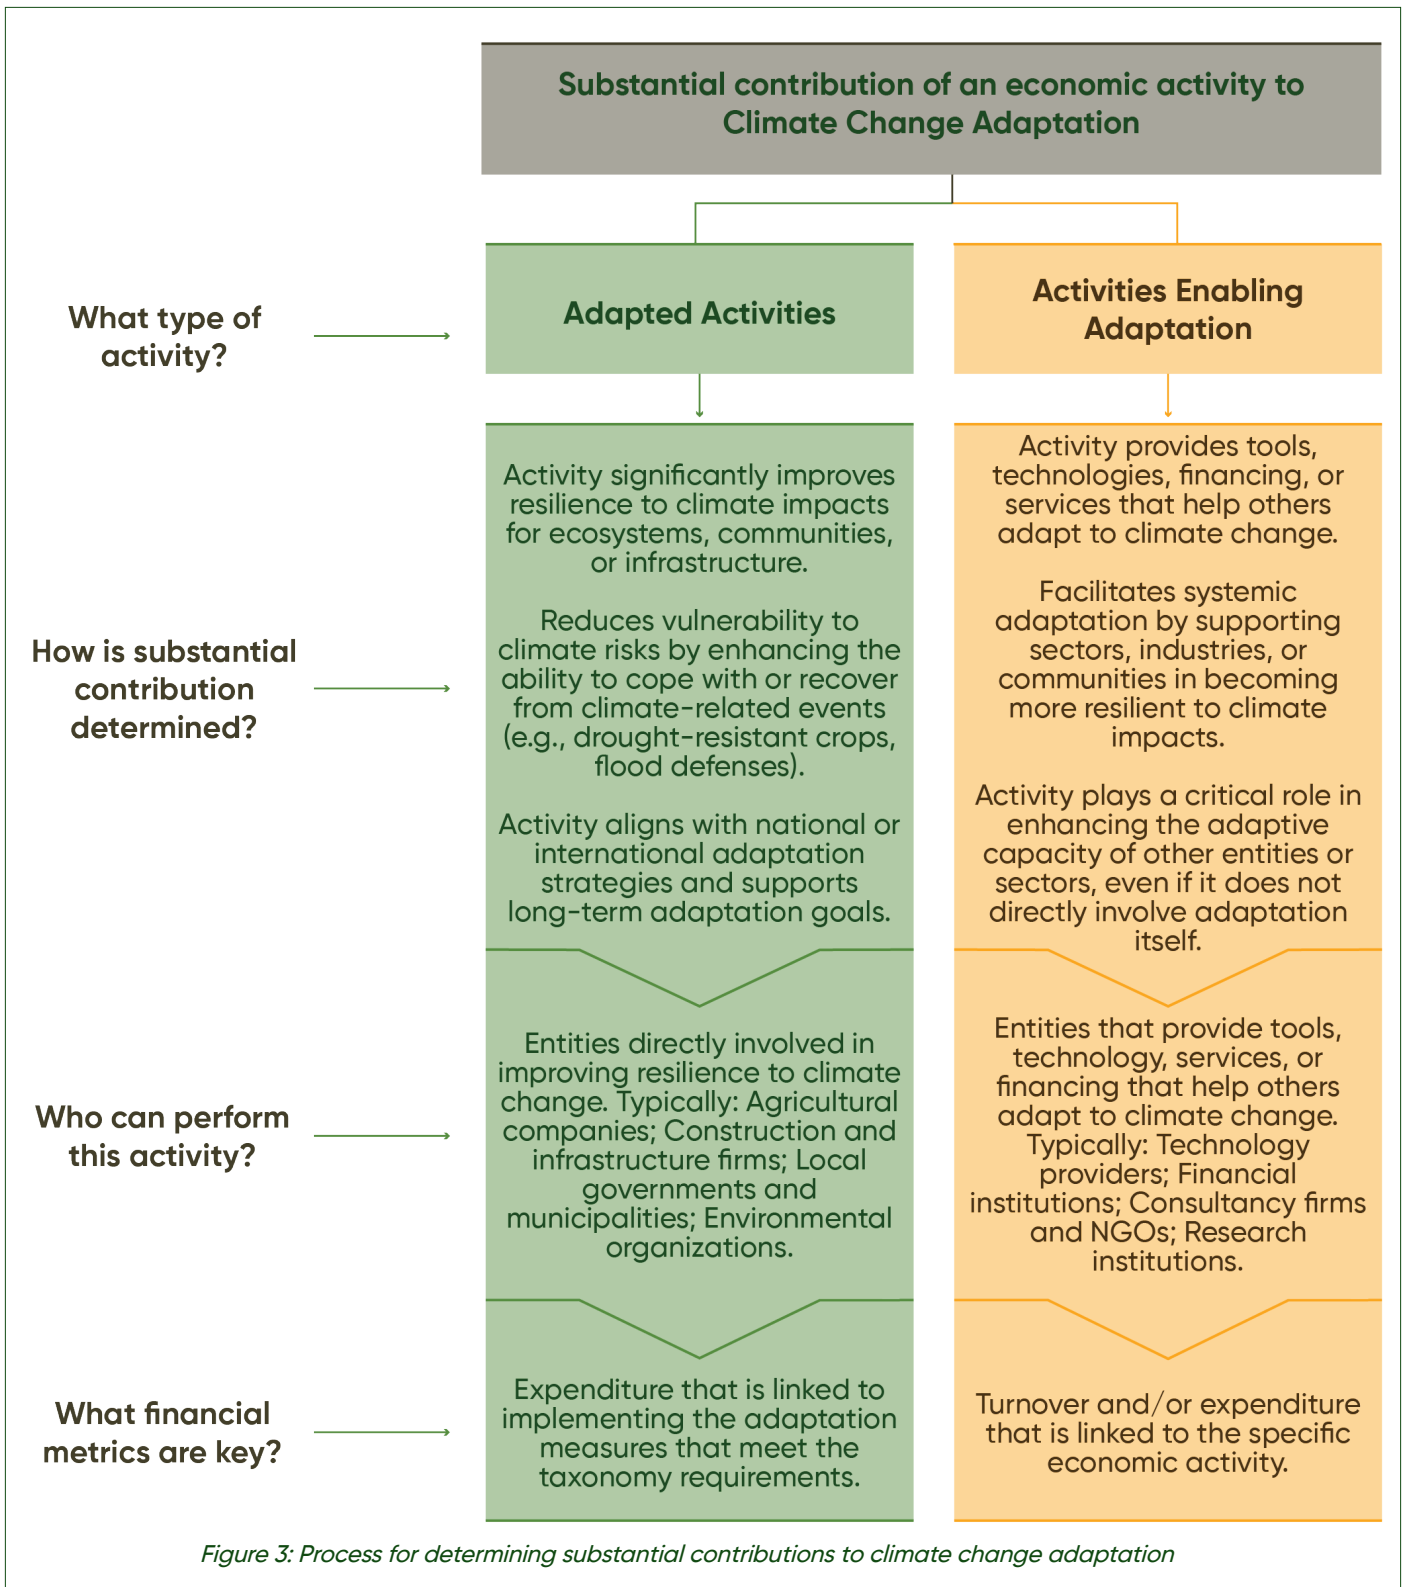 Substantial contribution of an economic activity to
Climate Change Adaptation
What type of
activity?
Adapted Activities
Activities Enabling
Adaptation
How is substantial
contribution
determined?
Activity significantly improves
resilience to climate impacts
for ecosystems, communities,
or infrastructure.
Reduces vulnerability to
climate risks by enhancing the
ability to cope with or recover
from climate-related events
(e.g., drought-resistant crops,
flood defenses).
Activity aligns with national or
international adaptation
strategies and supports
long-term adaptation goals.
Activity provides tools,
technologies, financing, or
services that help others
adapt to climate change.
Facilitates systemic
adaptation by supporting
sectors, industries, or
communities in becoming
more resilient to climate
impacts.
Activity plays a critical role in
enhancing the adaptive
capacity of other entities or
sectors, even if it does not
directly involve adaptation
itself.
Who can perform
this activity?
Entities directly involved in
improving resilience to climate
change. Typically: Agricultural
companies; Construction and
infrastructure firms; Local
governments and
municipalities; Environmental
organizations.
Entities that provide tools,
technology, services, or
financing that help others
adapt to climate change.
Typically: Technology
providers; Financial
institutions; Consultancy firms
and NGOs; Research
institutions.
What financial
metrics are key?
Expenditure that is linked to
implementing the adaptation
measures that meet the
taxonomy requirements.
Turnover and/or expenditure
that is linked to the specific
economic activity.
Figure 3: Process for determining substantial contributions to climate change adaptation